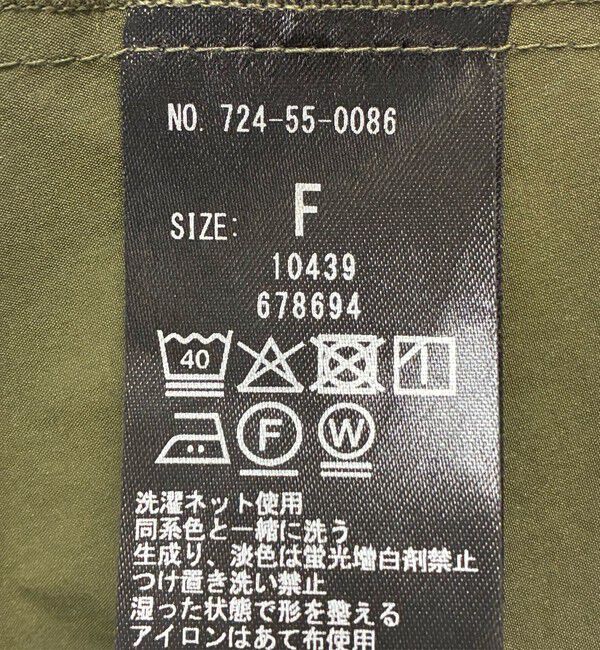 NO. 724-55-0086
SIZE: F
10439
678694
40
F W
洗濯ネット使用
同系色と一緒に洗う
生成り、淡色は蛍光増白剤禁止
つけ置き洗い禁止
湿った状態で形を整える
アイロンはあて布使用